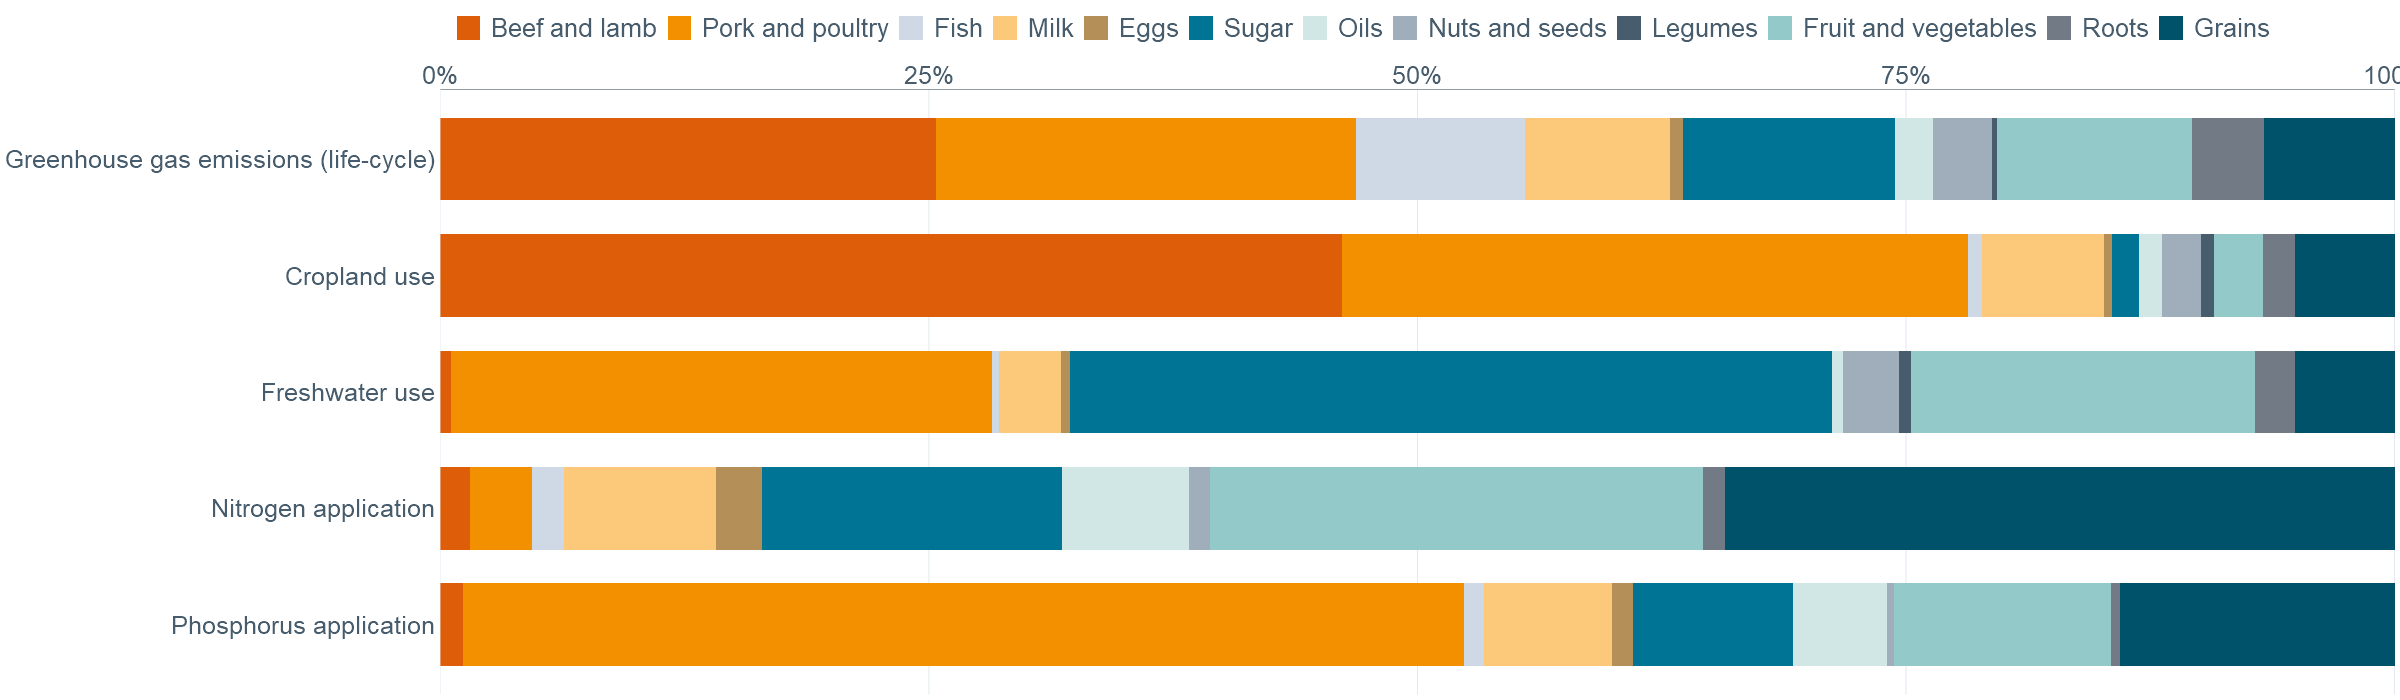 Beef and lamb Pork and poultry Fish Milk Eggs Sugar Oils Nuts and seeds Legumes Fruit and vegetables Roots Grains
0% 25% 50% 75% 100
Greenhouse gas emissions (life-cycle)
Cropland use
Freshwater use
Nitrogen application
Phosphorus application